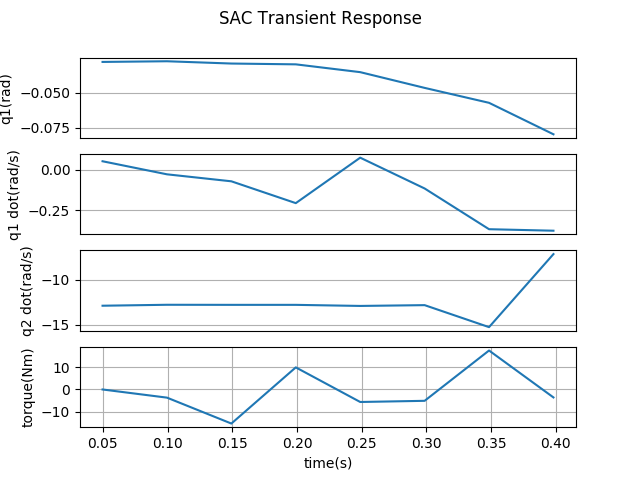 SAC Transient Response
q1(rad)
−0.050
−0.075
q1 dot(rad/s)
0.00
−0.25
q2 dot(rad/s)
−10
−15
torque(Nm)
10
0
−10
0.05 0.10 0.15 0.20 0.25 0.30 0.35 0.40
time(s)